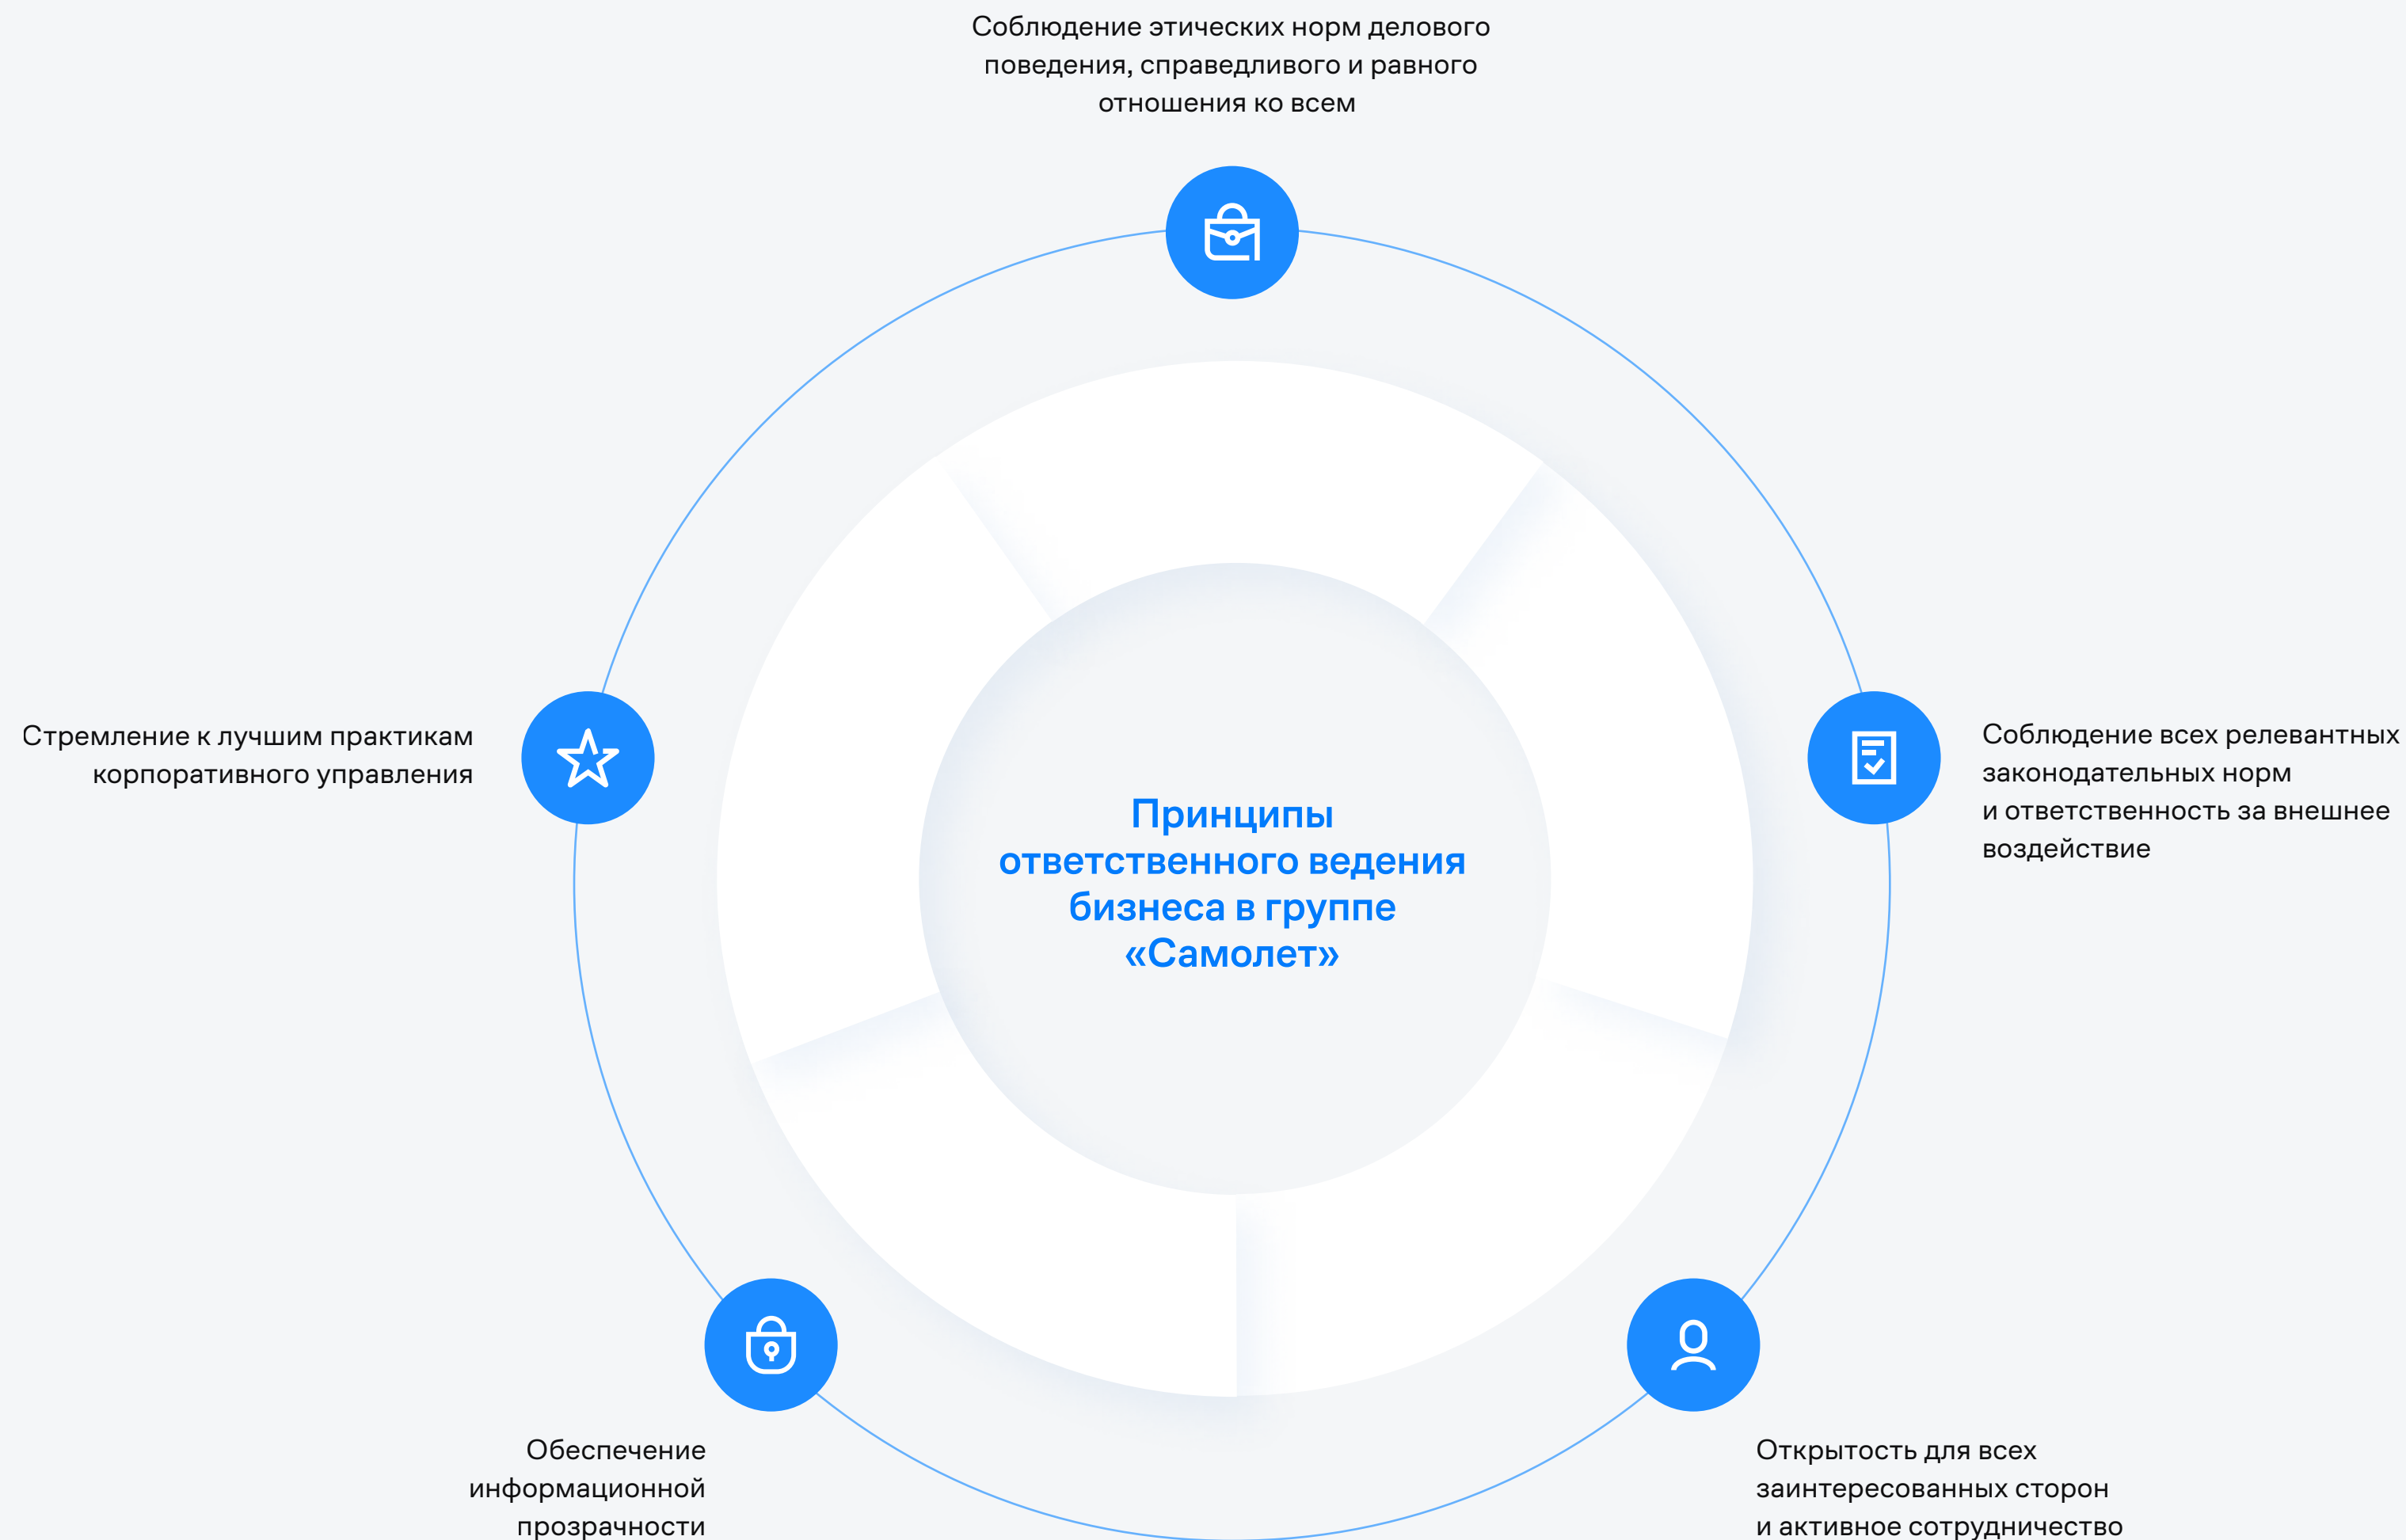 Соблюдение этических норм делового
поведения, справедливого и равного
отношения ко всем
Стремление к лучшим практикам
корпоративного управления
Принципы
ответственного ведения
бизнеса в группе
«Самолет»
Соблюдение всех релевантных
законодательных норм
и ответственность за внешнее
воздействие
Обеспечение
информационной
прозрачности
Открытость для всех
заинтересованных сторон
и активное сотрудничество